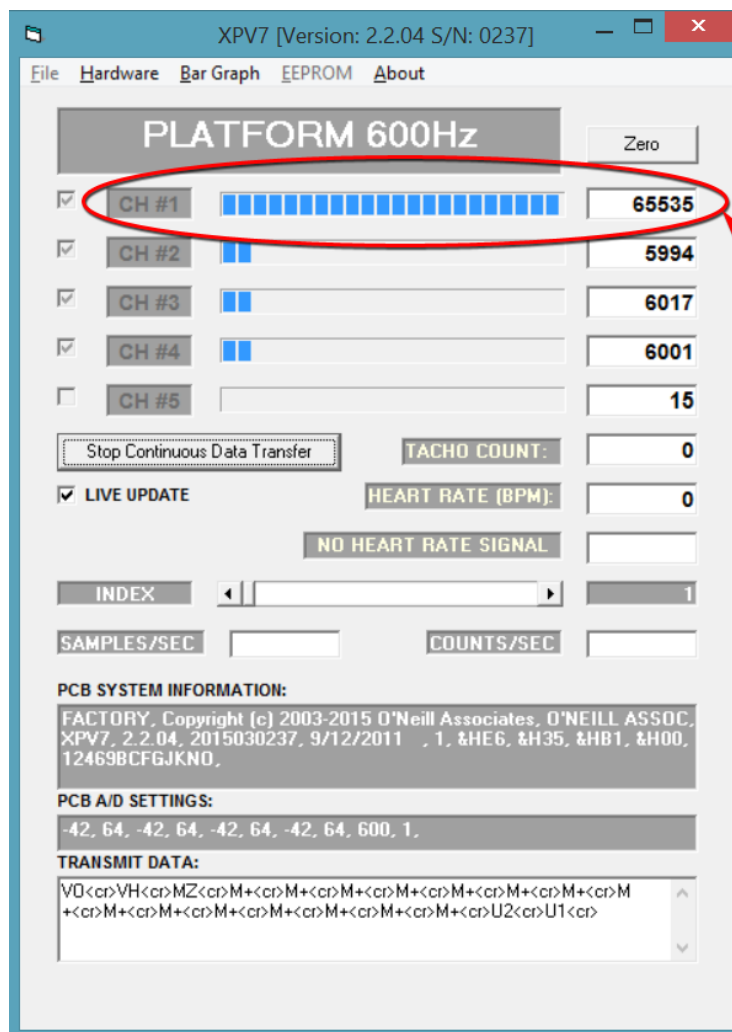 XPV7 [Version: 2.2.04 S/N: 0237]
File Hardware Bar Graph EEPROM About
PLATFORM 600Hz
Zero
CH #1 65535
CH #2 5994
CH #3 6017
CH #4 6001
CH #5 15
Stop Continuous Data Transfer TACHO COUNT: 0
LIVE UPDATE HEART RATE (BPM): 0
NO HEART RATE SIGNAL
INDEX 1
SAMPLES/SEC COUNTS/SEC
PCB SYSTEM INFORMATION:
FACTORY, Copyright (c) 2003-2015 O'Neill Associates, O'NEILL ASSOC,
XPV7, 2.2.04, 2015030237, 9/12/2011 , 1, &HE6, &H35, &HB1, &H00,
12469BCFGJKNO,
PCB A/D SETTINGS:
-42, 64, -42, 64, -42, 64, -42, 64, 600, 1,
TRANSMIT DATA:
VO<cr>VH<cr>MZ<cr>M+<cr>M+<cr>M+<cr>M+<cr>M+<cr>M+<cr>M+<cr>M
+<cr>M+<cr>M+<cr>M+<cr>M+<cr>M+<cr>M+<cr>M+<cr>U2<cr>U1<cr>